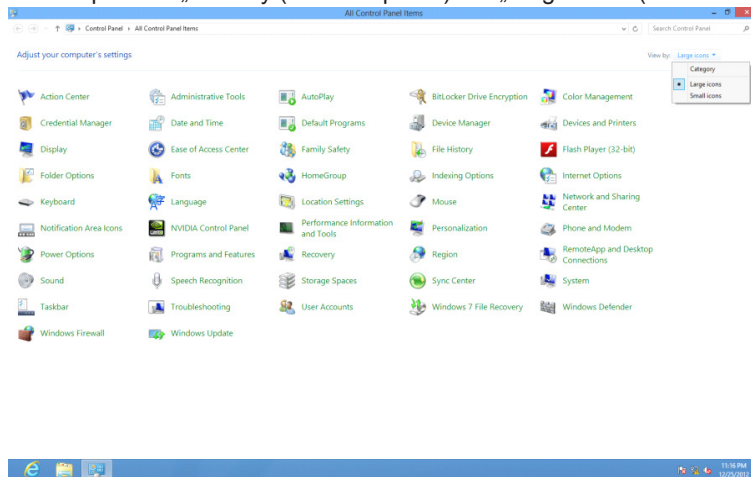 All Control Panel Items
Control Panel ▸ All Control Panel Items
Search Control Panel
Adjust your computer's settings
View by: Large icons
Category
Large icons
Small icons
Action Center
Administrative Tools
AutoPlay
BitLocker Drive Encryption
Color Management
Credential Manager
Date and Time
Default Programs
Device Manager
Devices and Printers
Display
Ease of Access Center
Family Safety
File History
Flash Player (32-bit)
Folder Options
Fonts
HomeGroup
Indexing Options
Internet Options
Keyboard
Language
Location Settings
Mouse
Network and Sharing
Center
Notification Area Icons
NVIDIA Control Panel
Performance Information
and Tools
Personalization
Phone and Modem
Power Options
Programs and Features
Recovery
Region
RemoteApp and Desktop
Connections
Sound
Speech Recognition
Storage Spaces
Sync Center
System
Taskbar
Troubleshooting
User Accounts
Windows 7 File Recovery
Windows Defender
Windows Firewall
Windows Update
11:16 PM
12/25/2012